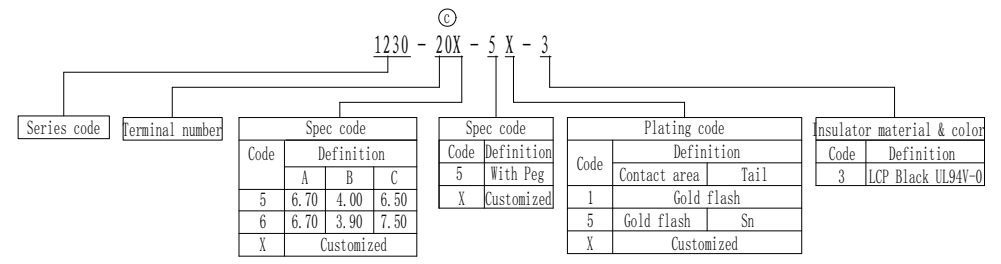 C
1230 - 20X - 5 X - 3
Series code
Terminal number
Spec code
Code Definition
A B C
5 6.70 4.00 6.50
6 6.70 3.90 7.50
X Customized
Spec code
Code Definition
5 With Peg
X Customized
Plating code
Code Definition
Contact area Tail
1 Gold flash
5 Gold flash Sn
X Customized
Insulator material & color
Code Definition
3 LCP Black UL94V-0